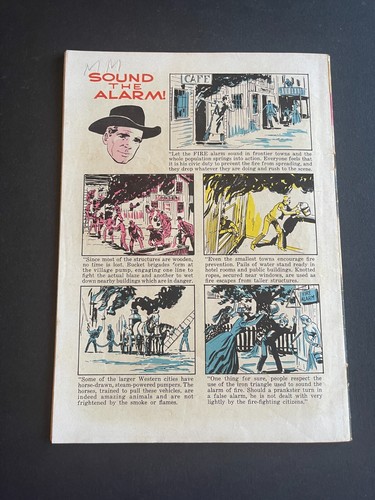 MM
SOUND
THE
ALARM!
CAFE
"Let the FIRE alarm sound in frontier towns and the
whole population springs into action. Everyone feels that
it is his civic duty to prevent the fire from spreading, and
they drop whatever they are doing and rush to the scene.
"Since most of the structures are wooden,
no time is lost. Bucket brigades form at
the village pump, engaging one line to
fight the actual blaze and another to wet
down nearby buildings which are in danger.
"Even the smallest towns encourage fire
prevention. Pails of water stand ready in
hotel rooms and public buildings. Knotted
ropes, secured near windows, are used as
fire escapes from taller structures.
"Some of the larger Western cities have
horse-drawn, steam-powered pumpers. The
horses, trained to pull these vehicles, are
indeed amazing animals and are not
frightened by the smoke or flames.
"One thing for sure, people respect the
use of the iron triangle used to sound the
alarm of fire. Should a prankster turn in
a false alarm, he is not dealt with very
lightly by the fire-fighting citizens."